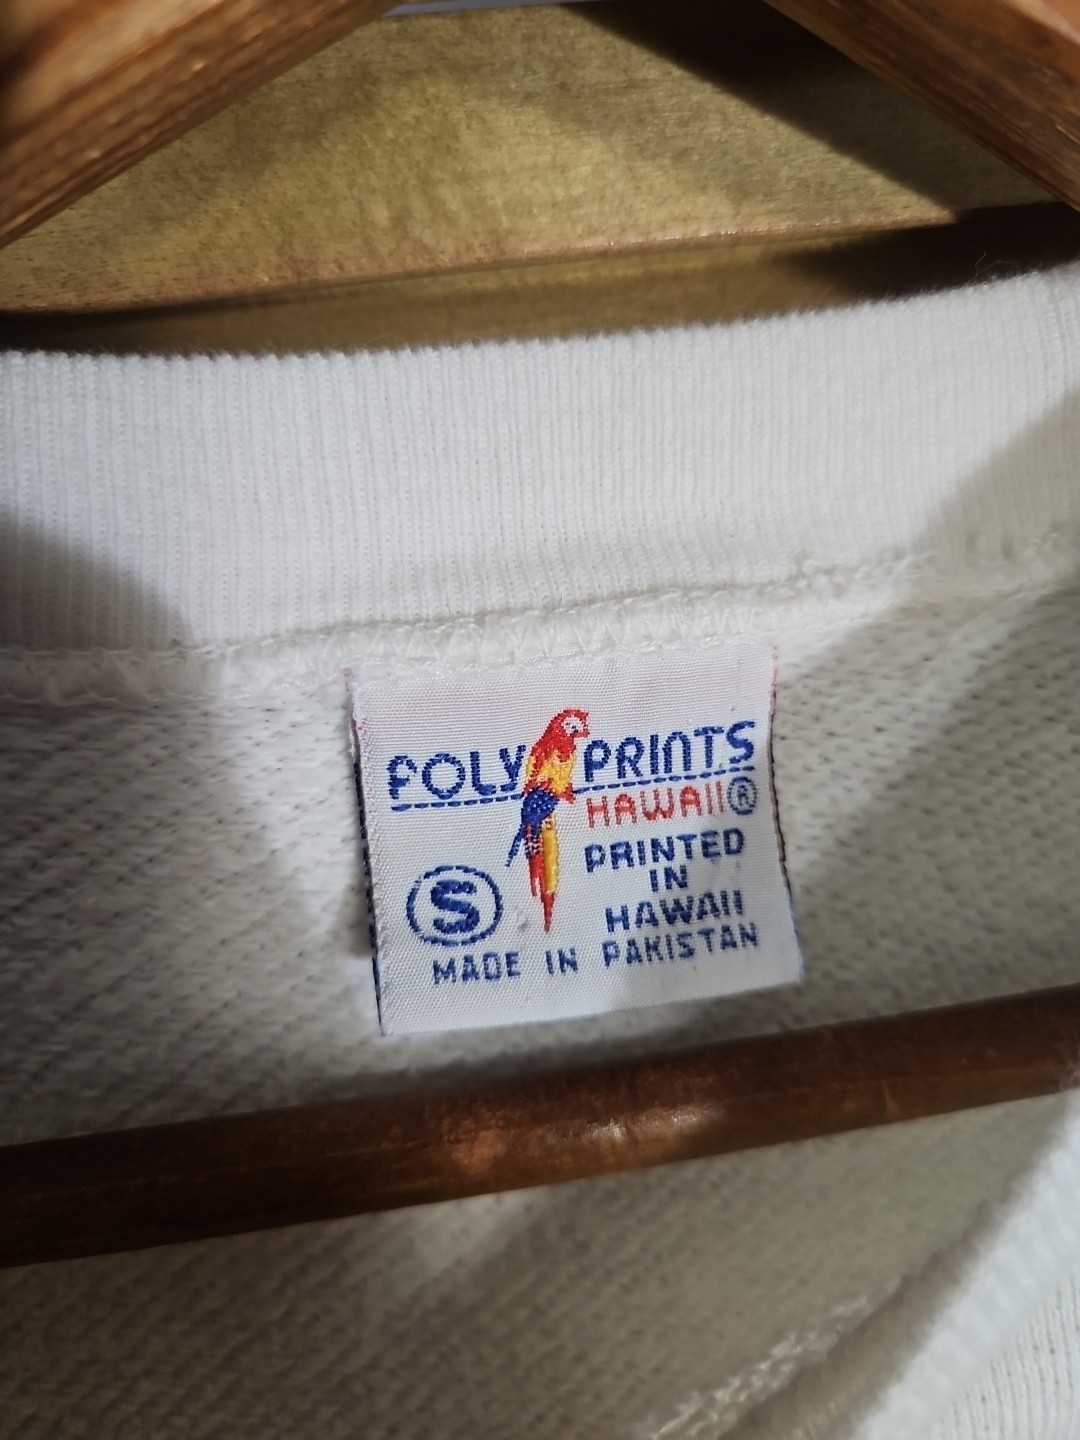 POLY PRINTS
HAWAII®
PRINTED
IN
HAWAII
S
MADE IN PAKISTAN